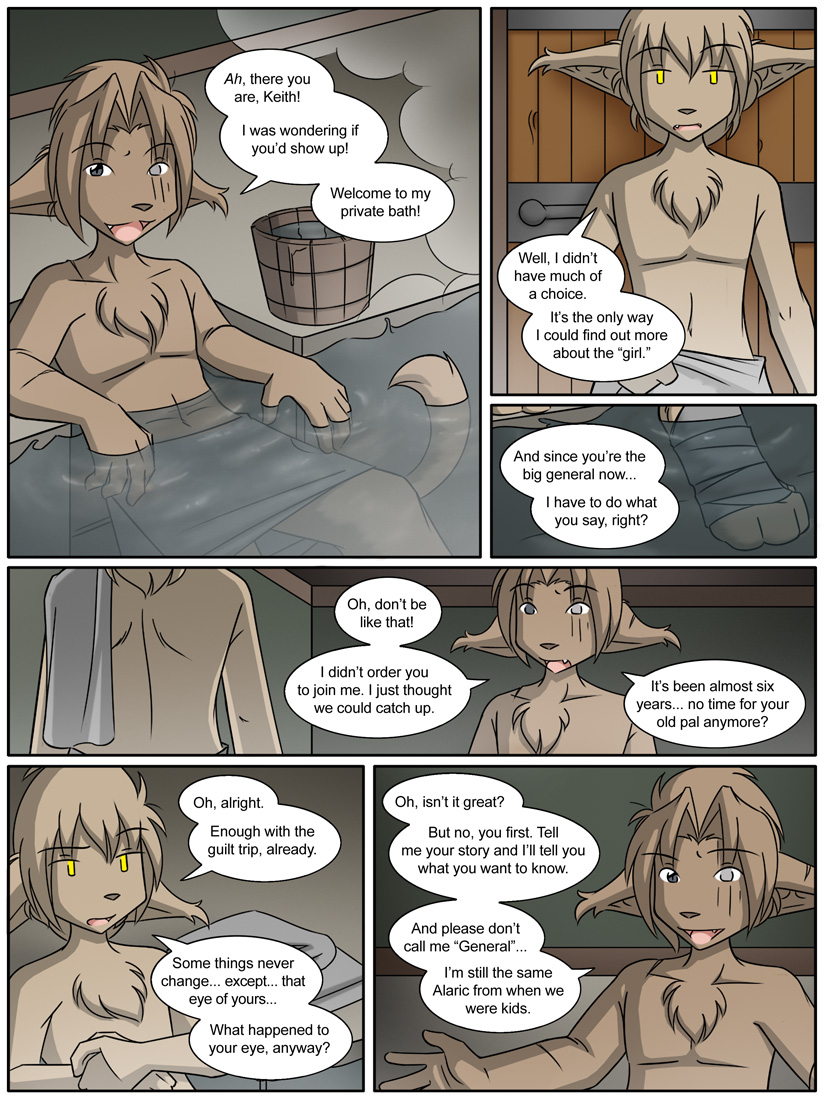 Ah, there you
are, Keith!
I was wondering if
you'd show up!
Welcome to my
private bath!
Well, I didn't
have much of
a choice.
It's the only way
I could find out more
about the "girl."
And since you're the
big general now...
I have to do what
you say, right?
Oh, don't be
like that!
I didn't order you
to join me. I just thought
we could catch up.
It's been almost six
years... no time for your
old pal anymore?
Oh, alright.
Enough with the
guilt trip, already.
Some things never
change... except... that
eye of yours...
What happened to
your eye, anyway?
Oh, isn't it great?
But no, you first. Tell
me your story and I'll tell you
what you want to know.
And please don't
call me "General"...
I'm still the same
Alaric from when we
were kids.